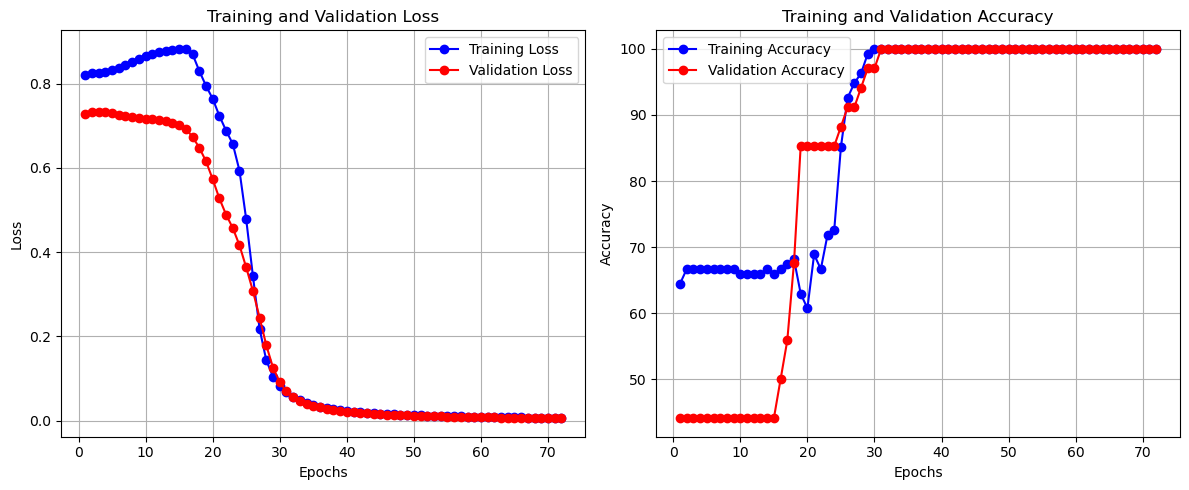 Training and Validation Loss
Training Loss
Validation Loss
Loss
0.8
0.6
0.4
0.2
0.0
0 10 20 30 40 50 60 70
Epochs
Training and Validation Accuracy
Training Accuracy
Validation Accuracy
Accuracy
100
90
80
70
60
50
0 10 20 30 40 50 60 70
Epochs